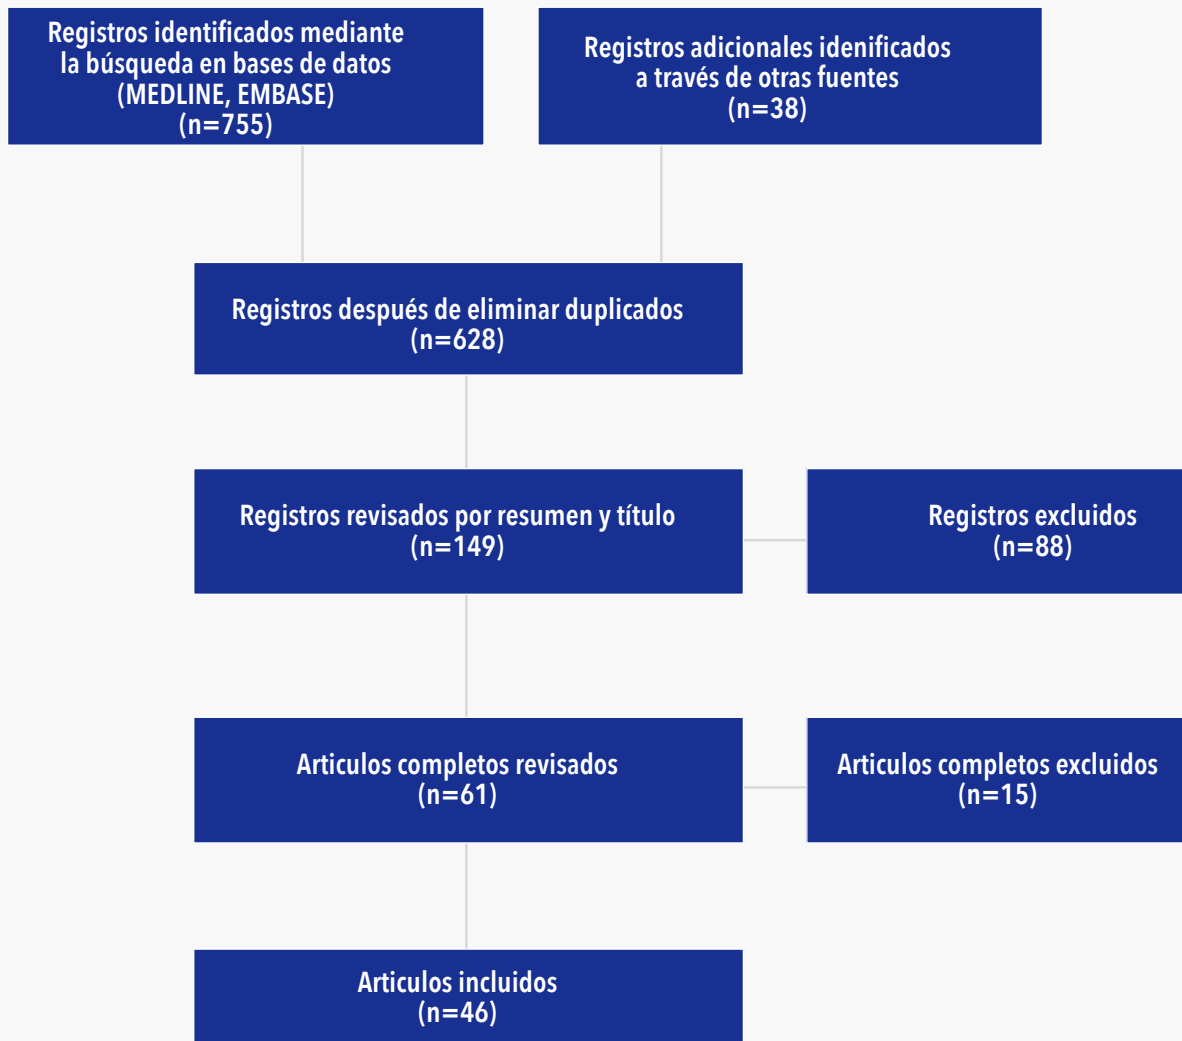 Registros identificados mediante
la búsqueda en bases de datos
(MEDLINE, EMBASE)
(n=755)
Registros adicionales idenificados
a través de otras fuentes
(n=38)
Registros después de eliminar duplicados
(n=628)
Registros revisados por resumen y título
(n=149)
Registros excluidos
(n=88)
Articulos completos revisados
(n=61)
Articulos completos excluidos
(n=15)
Articulos incluidos
(n=46)